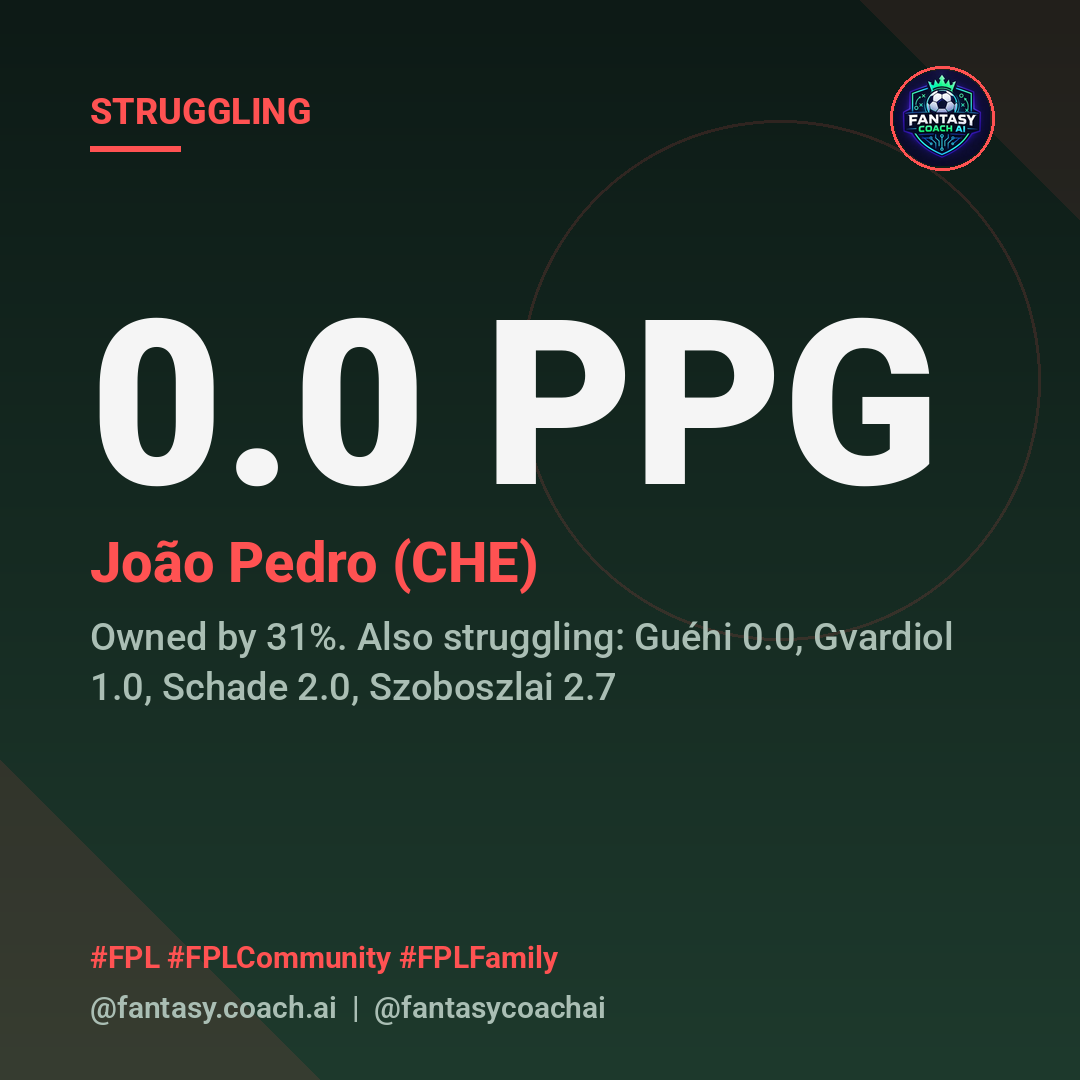 STRUGGLING
FANTASY
COACH AI
0.0 PPG
João Pedro (CHE)
Owned by 31%. Also struggling: Guéhi 0.0, Gvardiol
1.0, Schade 2.0, Szoboszlai 2.7
#FPL #FPLCommunity #FPLFamily
@fantasy.coach.ai | @fantasycoachai